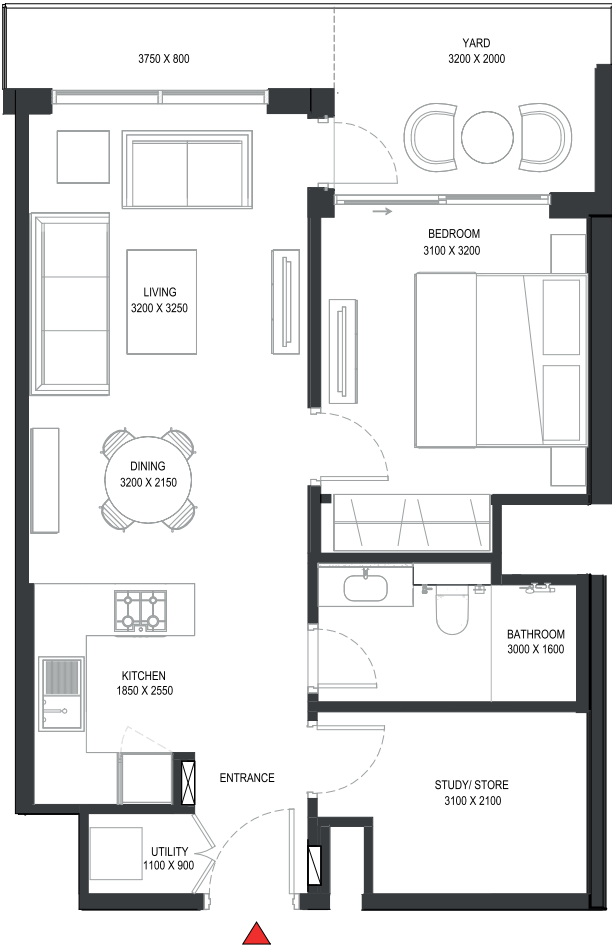 YARD
3200 X 2000
3750 X 800
BEDROOM
3100 X 3200
LIVING
3200 X 3250
DINING
3200 X 2150
BATHROOM
3000 X 1600
KITCHEN
1850 X 2550
ENTRANCE
STUDY/ STORE
3100 X 2100
UTILITY
1100 X 900